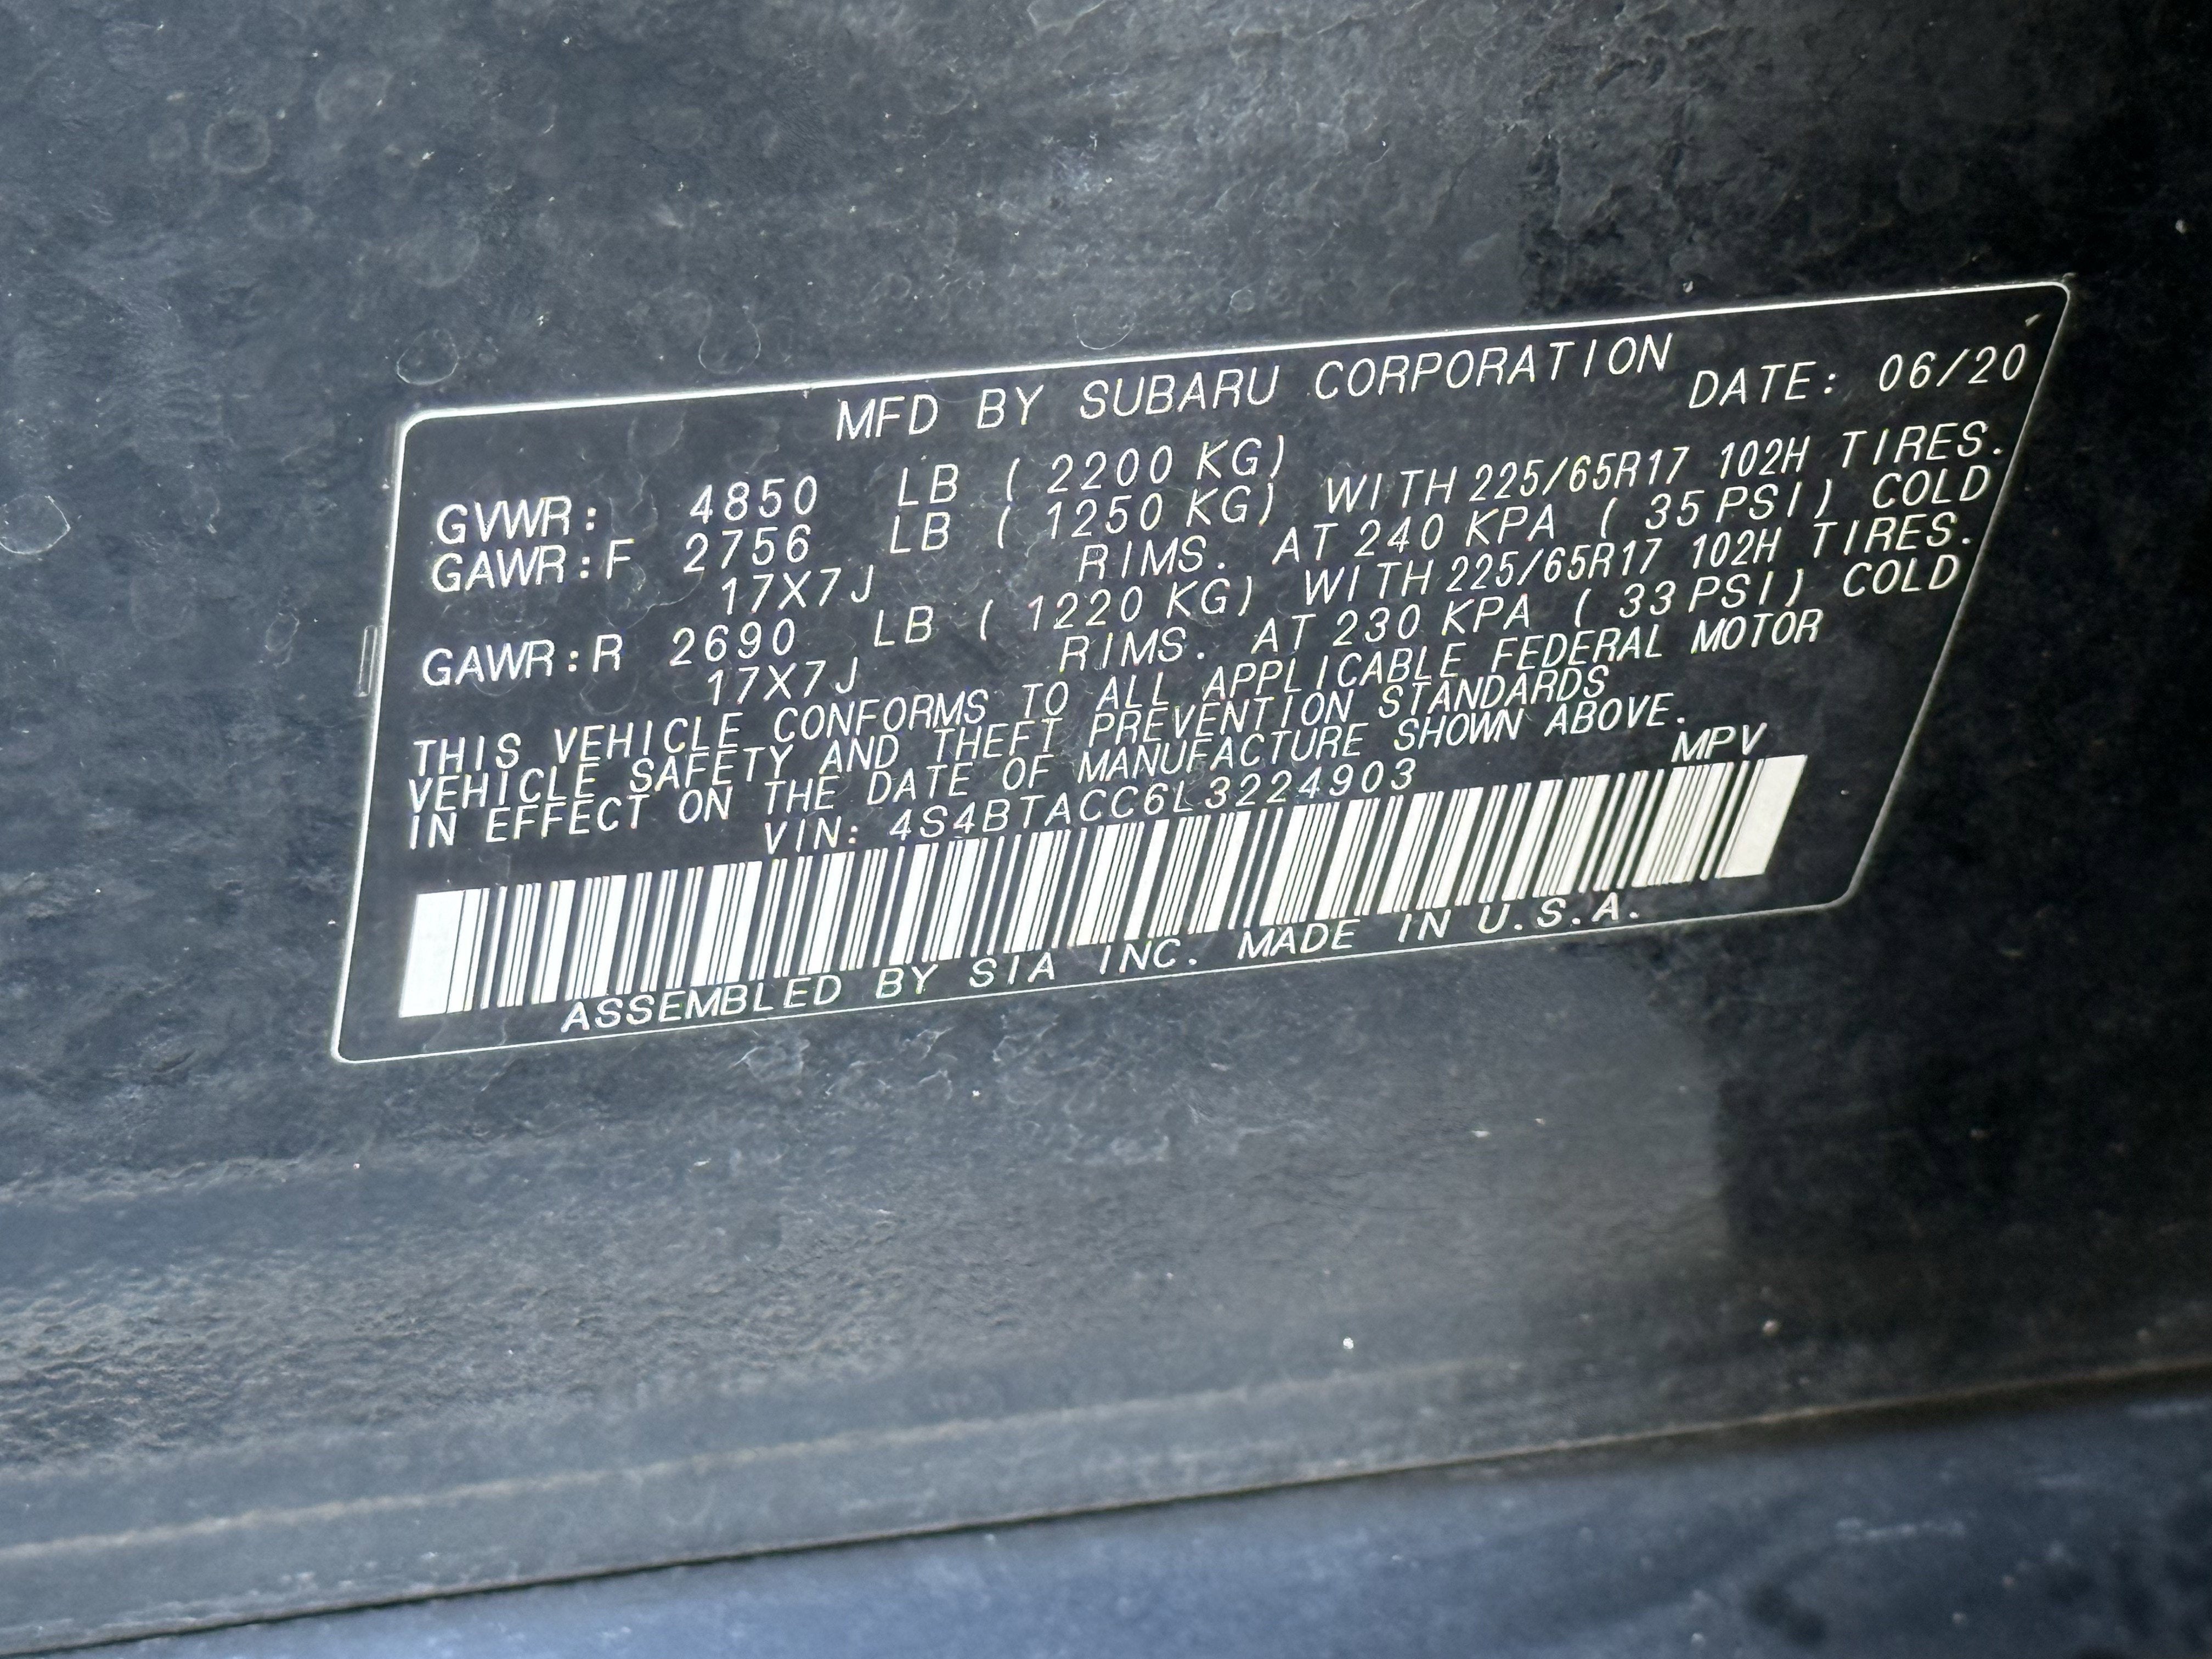 MFD BY SUBARU CORPORATION
DATE: 06/20
GVWR: 4850 LB ( 2200 KG)
GAWR:F 2756 LB ( 1250 KG) WITH 225/65R17 102H TIRES.
17X7J RIMS. AT 240 KPA ( 35 PSI) COLD
GAWR:R 2690 LB ( 1220 KG) WITH 225/65R17 102H TIRES.
17X7J RIMS. AT 230 KPA ( 33 PSI) COLD
THIS VEHICLE CONFORMS TO ALL APPLICABLE FEDERAL MOTOR
VEHICLE SAFETY AND THEFT PREVENTION STANDARDS
IN EFFECT ON THE DATE OF MANUFACTURE SHOWN ABOVE.
VIN: 4S4BTACC6L3224903 MPV
ASSEMBLED BY SIA INC. MADE IN U.S.A.